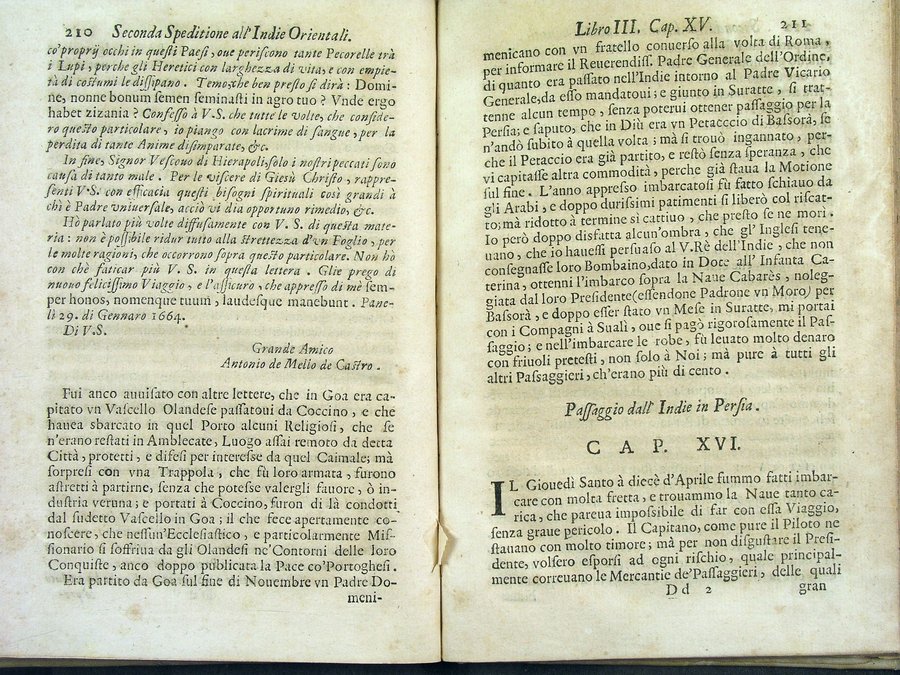 210 Seconda Speditione all'Indie Orientali.
co'proprij occhi in questi Paesi, oue periscono tante Pecorelle trà
i Lupi, perche gli Heretici con larghezza di vita, e con empie-
tà di costumi le dissipano. Temo, che ben presto si dirà: Domi-
ne, nonne bonum semen seminasti in agro tuo? Vnde ergo
habet zizania? Confesso à V.S. che tutte le volte, che conside-
ro questo particolare, io piango con lacrime di sangue, per la
perdita di tante Anime disimparate, &c.
In fine, Signor Vescouo di Hierapoli, solo i nostri peccati sono
causa di tanto male. Per le viscere di Giesù Christo, rappre-
senti V.S. con efficacia questi bisogni spirituali così grandi à
chi è Padre vniuersale, acciò vi dia opportuno rimedio, &c.
Hò parlato più volte diffusamente con V. S. di questa mate-
ria: non è possibile ridur tutto alla strettezza d'vn Foglio, per
le molte ragioni, che occorrono sopra questo particolare. Non hò
con chè faticar più V. S. in questa lettera. Glie prego di
nuouo felicissimo Viaggio, e l'assicuro, che appresso di mè sem-
per honos, nomenque tuum, laudesque manebunt. Pane-
lì 29. di Gennaro 1664.
Di V.S.
Grande Amico
Antonio de Mello de Castro.
Fui anco auuisato con altre lettere, che in Goa era ca-
pitato vn Vascello Olandese passatoui da Coccino, e che
hauea sbarcato in quel Porto alcuni Religiosi, che se
n'erano restati in Amblecate, Luogo assai remoto da detta
Città, protetti, e difesi per interesse da quel Caimale; mà
sorpresi con vna Trappola, che fù loro armata, furono
astretti à partirne, senza che potesse valergli fauore, ò in-
dustria veruna; e portati à Coccino, furon di là condotti
dal sudetto Vascello in Goa; il che fece apertamente co-
noscere, che nessun'Ecclesiastico, e particolarmente Mis-
sionario si soffriua da gli Olandesi ne'Contorni delle loro
Conquiste, anco doppo publicata la Pace co'Portoghesi.
Era partito da Goa sul fine di Nouembre vn Padre Do-
meni-
Libro III. Cap. XV. 211
menicano con vn fratello conuerso alla volta di Roma,
per informare il Reuerendiss. Padre Generale dell'Ordine,
di quanto era passato nell'Indie intorno al Padre Vicario
Generale, da esso mandatoui; e giunto in Suratte, si trat-
tenne alcun tempo, senza poterui ottener passaggio per la
Persia; e saputo, che in Diù era vn Petacccio di Bassorà, se
n'andò subito à quella volta; mà si trouò ingannato, per-
che il Petaccio era già partito, e restò senza speranza, che
vi capitasse altra commodità, perche già staua la Motione
sul fine. L'anno appresso imbarcatosi fù fatto schiauo da
gli Arabi, e doppo durissimi patimenti si liberò col riscat-
to; mà ridotto à termine sì cattiuo, che presto se ne morì.
Io però doppo disfatta alcun'ombra, che gl'Inglesi tene-
uano, che io hauessi persuaso al V.Rè dell'Indie, che non
consegnasse loro Bombaino, dato in Dote all'Infanta Ca-
terina, ottenni l'imbarco sopra la Naue Cabarès, noleg-
giata dal loro Presidente (essendone Padrone vn Moro) per
Bassorà, e doppo esser stato vn Mese in Suratte, mi portai
con i Compagni à Sualì, oue si pagò rigorosamente il Pas-
saggio; e nell'imbarcare le robe, fù leuato molto denaro
con friuoli pretesti, non solo à Noi; mà pure à tutti gli
altri Passaggieri, ch'erano più di cento.
Passaggio dall'Indie in Persia.
CAP. XVI.
IL Giouedì Santo à diecè d'Aprile fummo fatti imbar-
care con molta fretta, e trouammo la Naue tanto ca-
rica, che pareua impossibile di far con essa Viaggio,
senza graue pericolo. Il Capitano, come pure il Piloto ne
stauano con molto timore; mà per non disgustare il Presi-
dente, volsero esporsi ad ogni rischio, quale principal-
mente correuano le Mercantie de'Passaggieri, delle quali
Dd 2 gran